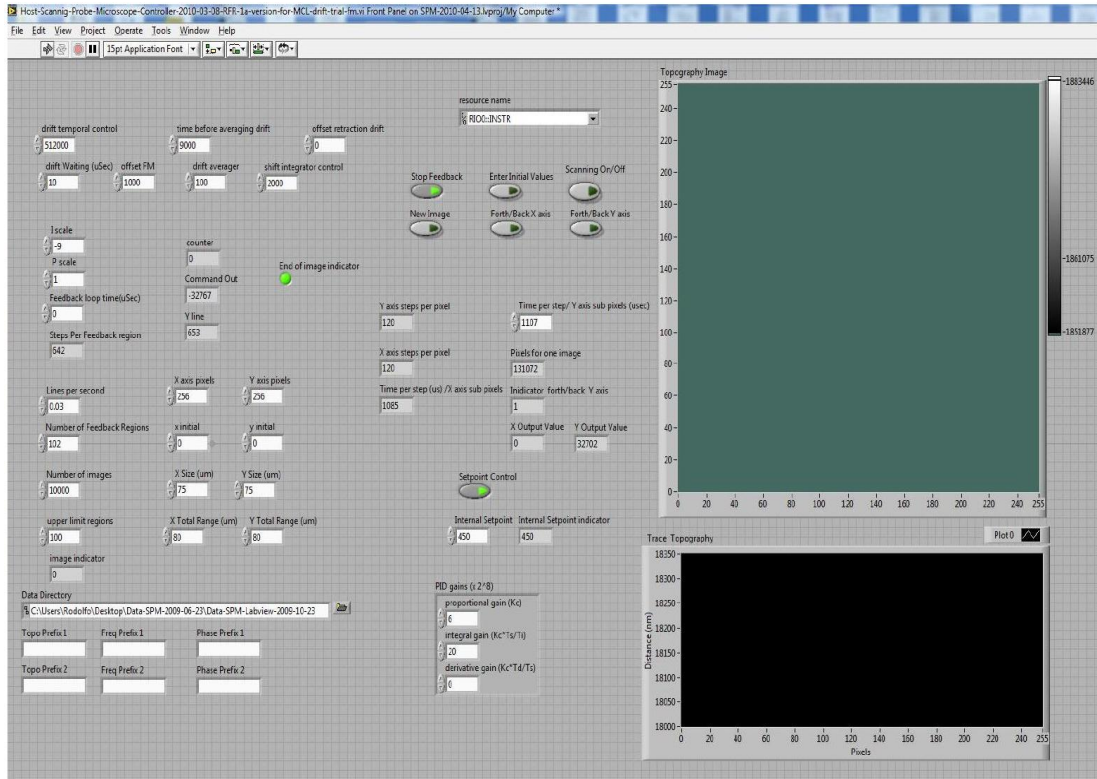 Host-Scannig-Probe-Microscope-Controller-2010-03-08-RFR-1a-version-for-MCL-drift-trial-fm.vi Front Panel on SPM-2010-04-13.lvproj/My Computer *
File Edit View Project Operate Tools Window Help
15pt Application Font
Topography Image
resource name
RIO0::INSTR
drift temporal control time before averaging drift offset retraction drift
512000 9000 0
drift Waiting (uSec) offset FM drift averager shift integrator control
10 1000 100 2000
Stop Feedback Enter Initial Values Scanning On/Off
New Image Forth/Back X axis Forth/Back Y axis
I scale
-9
P scale
1
Feedback loop time(uSec)
0
Steps Per Feedback region
642
counter
0
Command Out
-32767
Y line
653
End of image indicator
Y axis steps per pixel Time per step/ Y axis sub pixels (usec)
120 1107
X axis steps per pixel Pixels for one image
120 131072
Time per step (us) /X axis sub pixels Inidicator forth/back Y axis
1085 1
X Output Value Y Output Value
0 32702
Lines per second X axis pixels Y axis pixels
0.03 256 256
Number of Feedback Regions x initial y initial
102 0 0
Number of images X Size (um) Y Size (um)
10000 75 75
upper limit regions X Total Range (um) Y Total Range (um)
100 80 80
image indicator
0
Setpoint Control
Internal Setpoint Internal Setpoint indicator
450 450
Data Directory
C:\Users\Rodolfo\Desktop\Data-SPM-2009-06-23\Data-SPM-Labview-2009-10-23
Topo Prefix 1 Freq Prefix 1 Phase Prefix 1
Topo Prefix 2 Freq Prefix 2 Phase Prefix 2
PID gains (x 2^8)
proportional gain (Kc)
6
integral gain (Kc*Ts/Ti)
20
derivative gain (Kc*Td/Ts)
0
255
240
220
200
180
160
140
120
100
80
60
40
20
0
0 20 40 60 80 100 120 140 160 180 200 220 255
-1883446
-1861075
-1851877
Trace Topography
Plot 0
Distance (nm)
18350
18300
18250
18200
18150
18100
18050
18000
0 20 40 60 80 100 120 140 160 180 200 220 255
Pixels